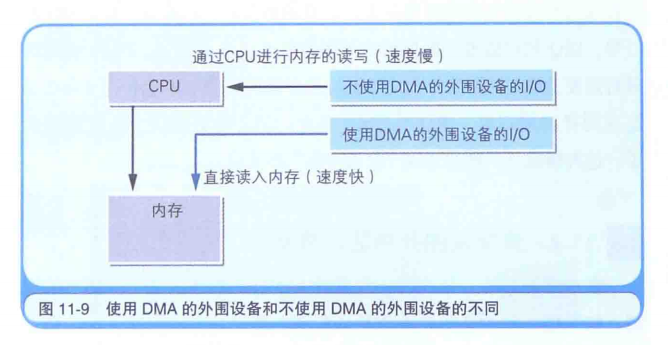 通过CPU进行内存的读写（速度慢）
CPU
不使用DMA的外围设备的I/O
使用DMA的外围设备的I/O
直接读入内存（速度快）
内存
图 11-9 使用 DMA 的外围设备和不使用 DMA 的外围设备的不同